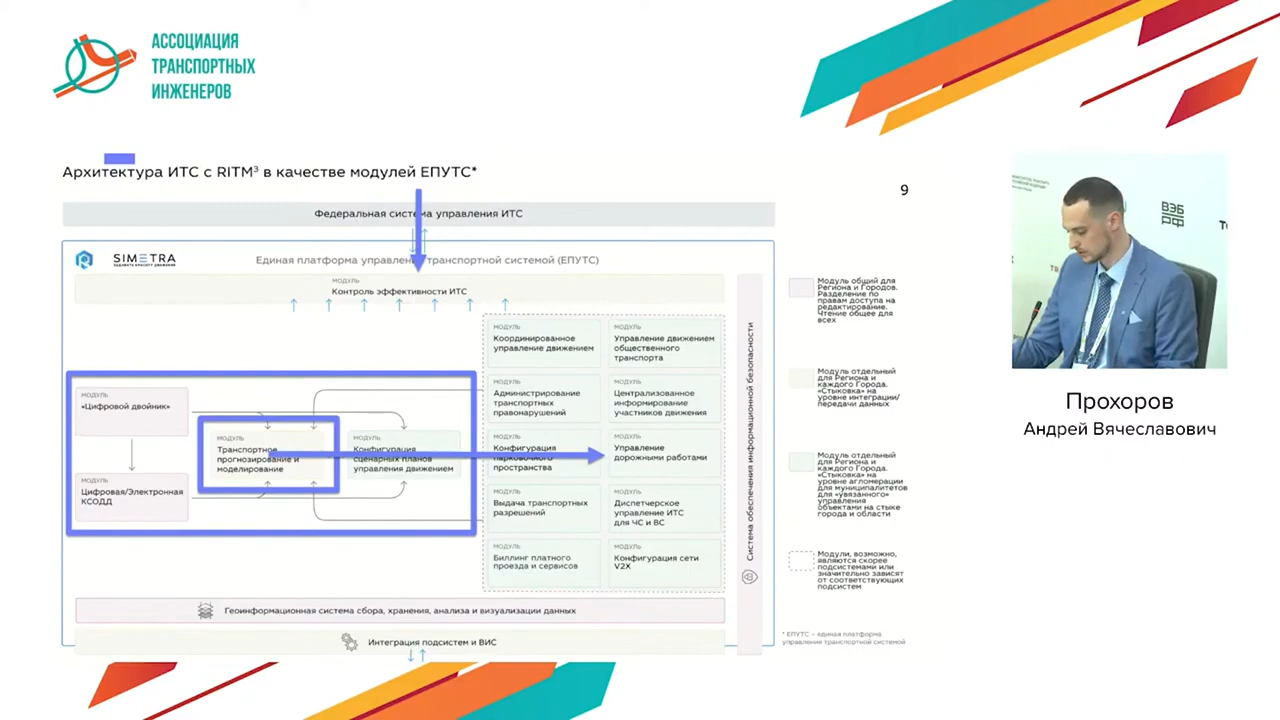 АССОЦИАЦИЯ
ТРАНСПОРТНЫХ
ИНЖЕНЕРОВ
Архитектура ИТС с RITM³ в качестве модулей ЕПУТС*
9
Федеральная система управления ИТС
SIMETRA
Единая платформа управления транспортной системой (ЕПУТС)
МОДУЛЬ
Контроль эффективности ИТС
МОДУЛЬ
«Цифровой двойник»
МОДУЛЬ
Цифровая/Электронная
КСОДД
МОДУЛЬ
Транспортное
прогнозирование и
моделирование
МОДУЛЬ
Конфигурация
сценарных планов
управления движением
МОДУЛЬ
Координированное
управление движением
МОДУЛЬ
Управление движением
общественного
транспорта
МОДУЛЬ
Администрирование
транспортных
правонарушений
МОДУЛЬ
Централизованное
информирование
участников движения
МОДУЛЬ
Конфигурация
парковочного
пространства
МОДУЛЬ
Управление
дорожными работами
МОДУЛЬ
Выдача транспортных
разрешений
МОДУЛЬ
Диспетчерское
управление ИТС
для ЧС и ВС
МОДУЛЬ
Биллинг платного
проезда и сервисов
МОДУЛЬ
Конфигурация сети
V2X
Система обеспечения информационной безопасности
Геоинформационная система сбора, хранения, анализа и визуализации данных
Интеграция подсистем и ВИС
Модуль общий для
Региона и Городов.
Разделение по
правам доступа на
редактирование.
Чтение общее для
всех
Модуль отдельный
для Региона и
каждого Города.
«Стыковка» на
уровне интеграции/
передачи данных
Модуль отдельный
для Региона и
каждого Города.
«Стыковка» на
уровне агломерации
для муниципалитетов
для «увязанного»
управления
объектами на стыке
города и области
Модули, возможно,
являются скорее
подсистемами или
значительно зависят
от соответствующих
подсистем
* ЕПУТС – единая платформа
управления транспортной системой
ВЭБ
РФ
Прохоров
Андрей Вячеславович